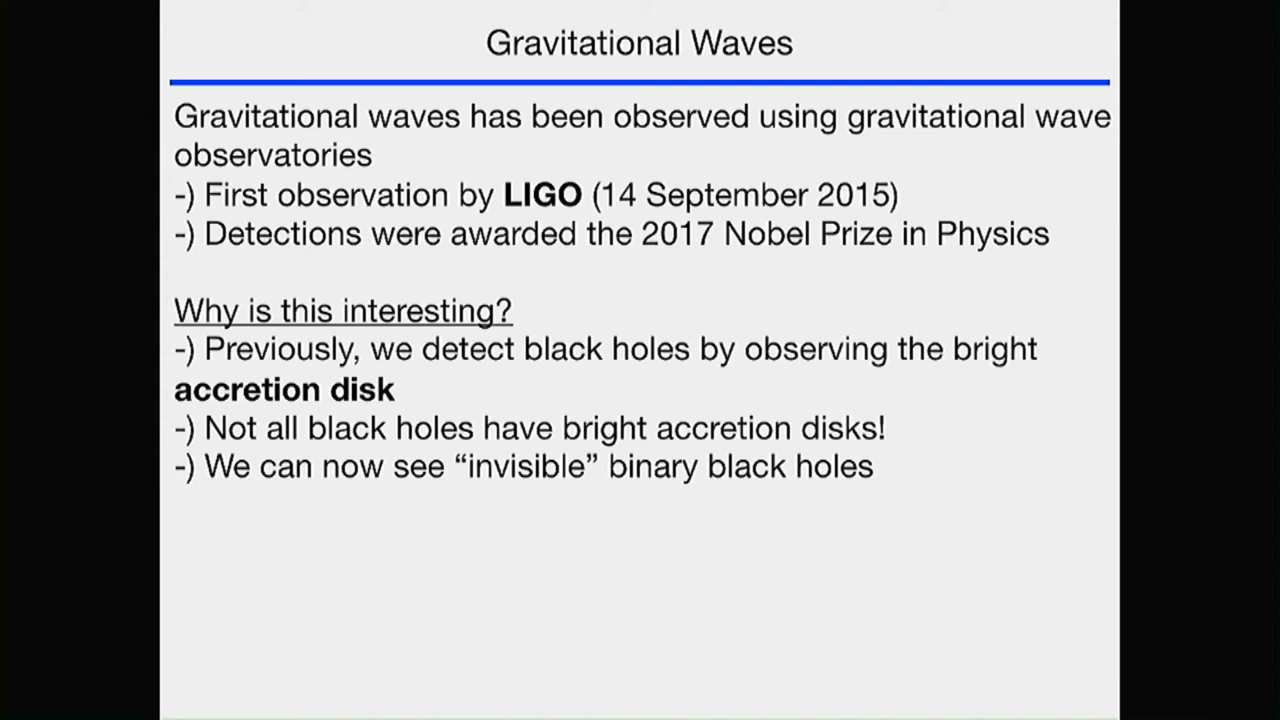 Gravitational Waves
Gravitational waves has been observed using gravitational wave
observatories
-) First observation by LIGO (14 September 2015)
-) Detections were awarded the 2017 Nobel Prize in Physics
Why is this interesting?
-) Previously, we detect black holes by observing the bright
accretion disk
-) Not all black holes have bright accretion disks!
-) We can now see “invisible” binary black holes